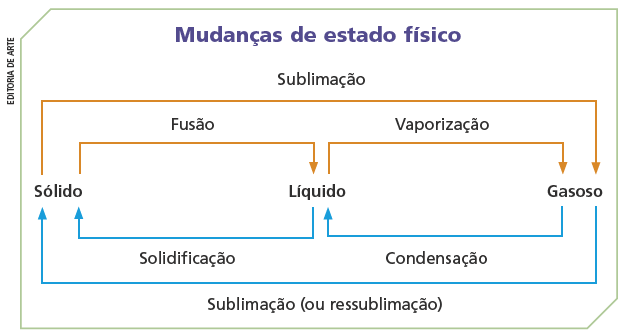 EDITORIA DE ARTE
Mudanças de estado físico
Sublimação
Fusão
Vaporização
Sólido
Líquido
Gasoso
Solidificação
Condensação
Sublimação (ou ressublimação)